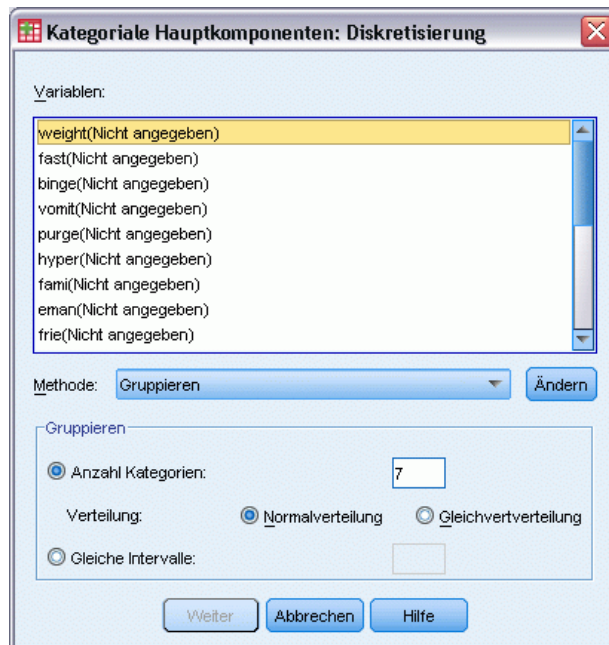 Kategoriale Hauptkomponenten: Diskretisierung
Variablen:
weight(Nicht angegeben)
fast(Nicht angegeben)
binge(Nicht angegeben)
vomit(Nicht angegeben)
purge(Nicht angegeben)
hyper(Nicht angegeben)
fami(Nicht angegeben)
eman(Nicht angegeben)
frie(Nicht angegeben)
Methode: Gruppieren Ändern
Gruppieren
Anzahl Kategorien: 7
Verteilung: Normalverteilung Gleichvertverteilung
Gleiche Intervalle:
Weiter Abbrechen Hilfe